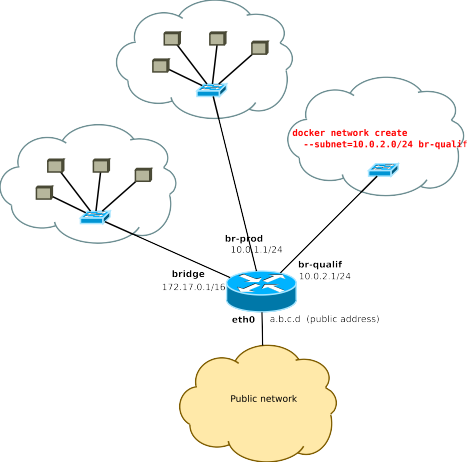 docker network create
--subnet=10.0.2.0/24 br-qualif
br-prod
10.0.1.1/24
br-qualif
10.0.2.1/24
bridge
172.17.0.1/16
eth0 a.b.c.d (public address)
Public network